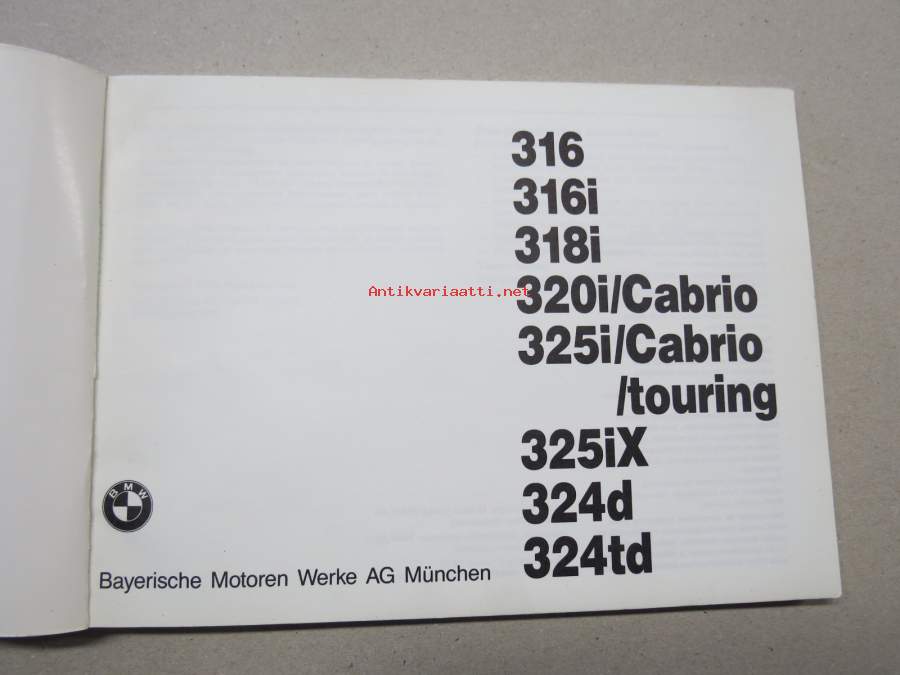 316
316i
318i
Antikvariaatti.net
320i/Cabrio
325i/Cabrio
/touring
325iX
324d
324td
BMW
Bayerische Motoren Werke AG München